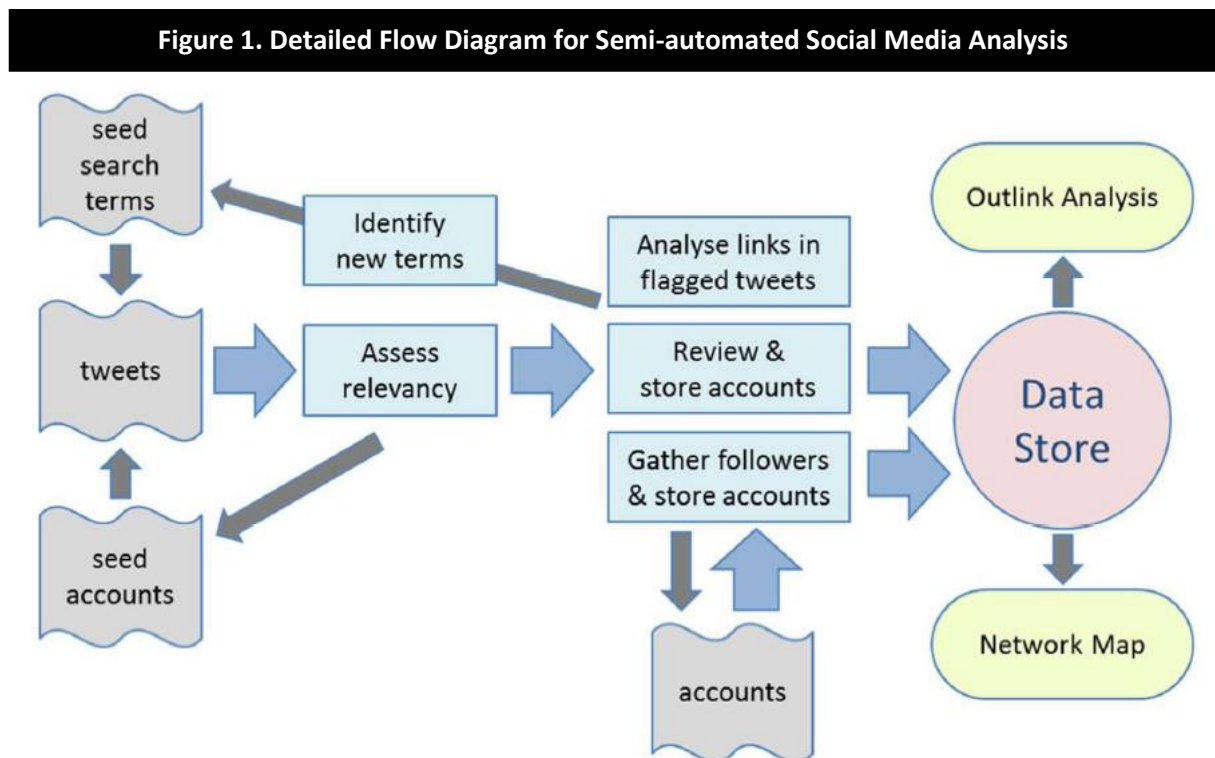 Figure 1. Detailed Flow Diagram for Semi-automated Social Media Analysis
seed
search
terms
Identify
new terms
Analyse links in
flagged tweets
Outlink Analysis
tweets
Assess
relevancy
Review &
store accounts
Data
Store
Gather followers
& store accounts
seed
accounts
accounts
Network Map